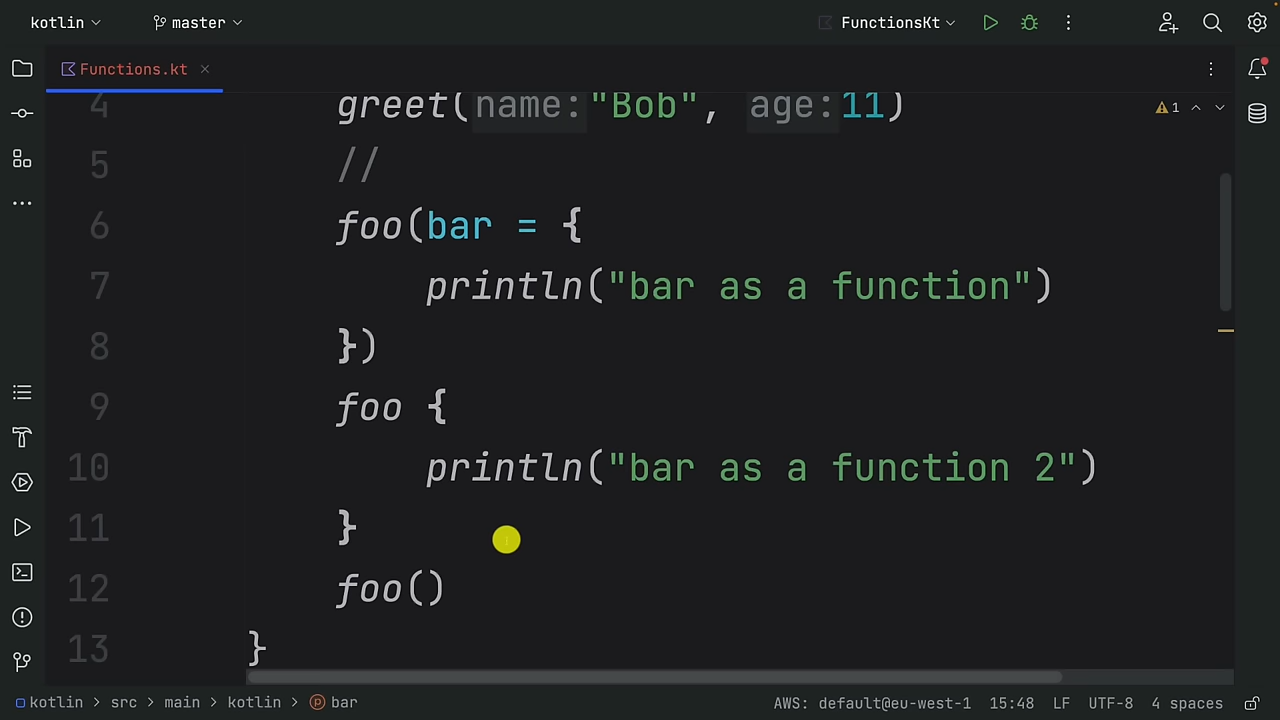 kotlin master FunctionsKt
Functions.kt
4 greet(name: "Bob", age: 11) 1
5 //
6 foo(bar = {
7 println("bar as a function")
8 })
9 foo {
10 println("bar as a function 2")
11 }
12 foo()
13 }
kotlin > src > main > kotlin > bar AWS: default@eu-west-1 15:48 LF UTF-8 4 spaces